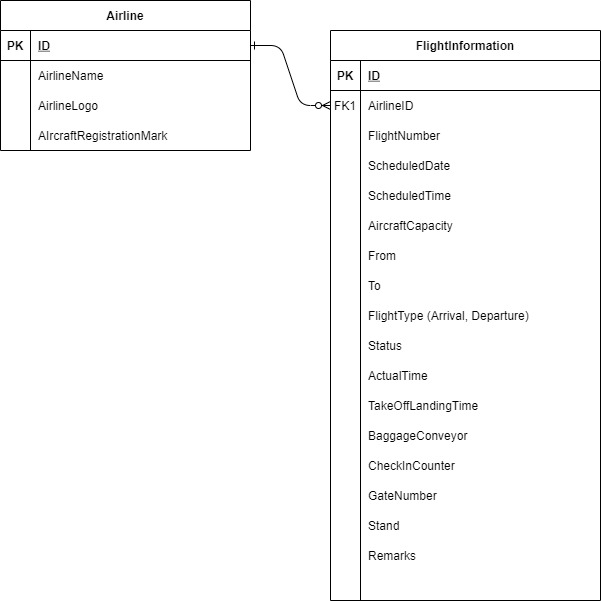 Airline
PK ID
AirlineName
AirlineLogo
AIrcraftRegistrationMark
FlightInformation
PK ID
FK1 AirlineID
FlightNumber
ScheduledDate
ScheduledTime
AircraftCapacity
From
To
FlightType (Arrival, Departure)
Status
ActualTime
TakeOffLandingTime
BaggageConveyor
CheckInCounter
GateNumber
Stand
Remarks